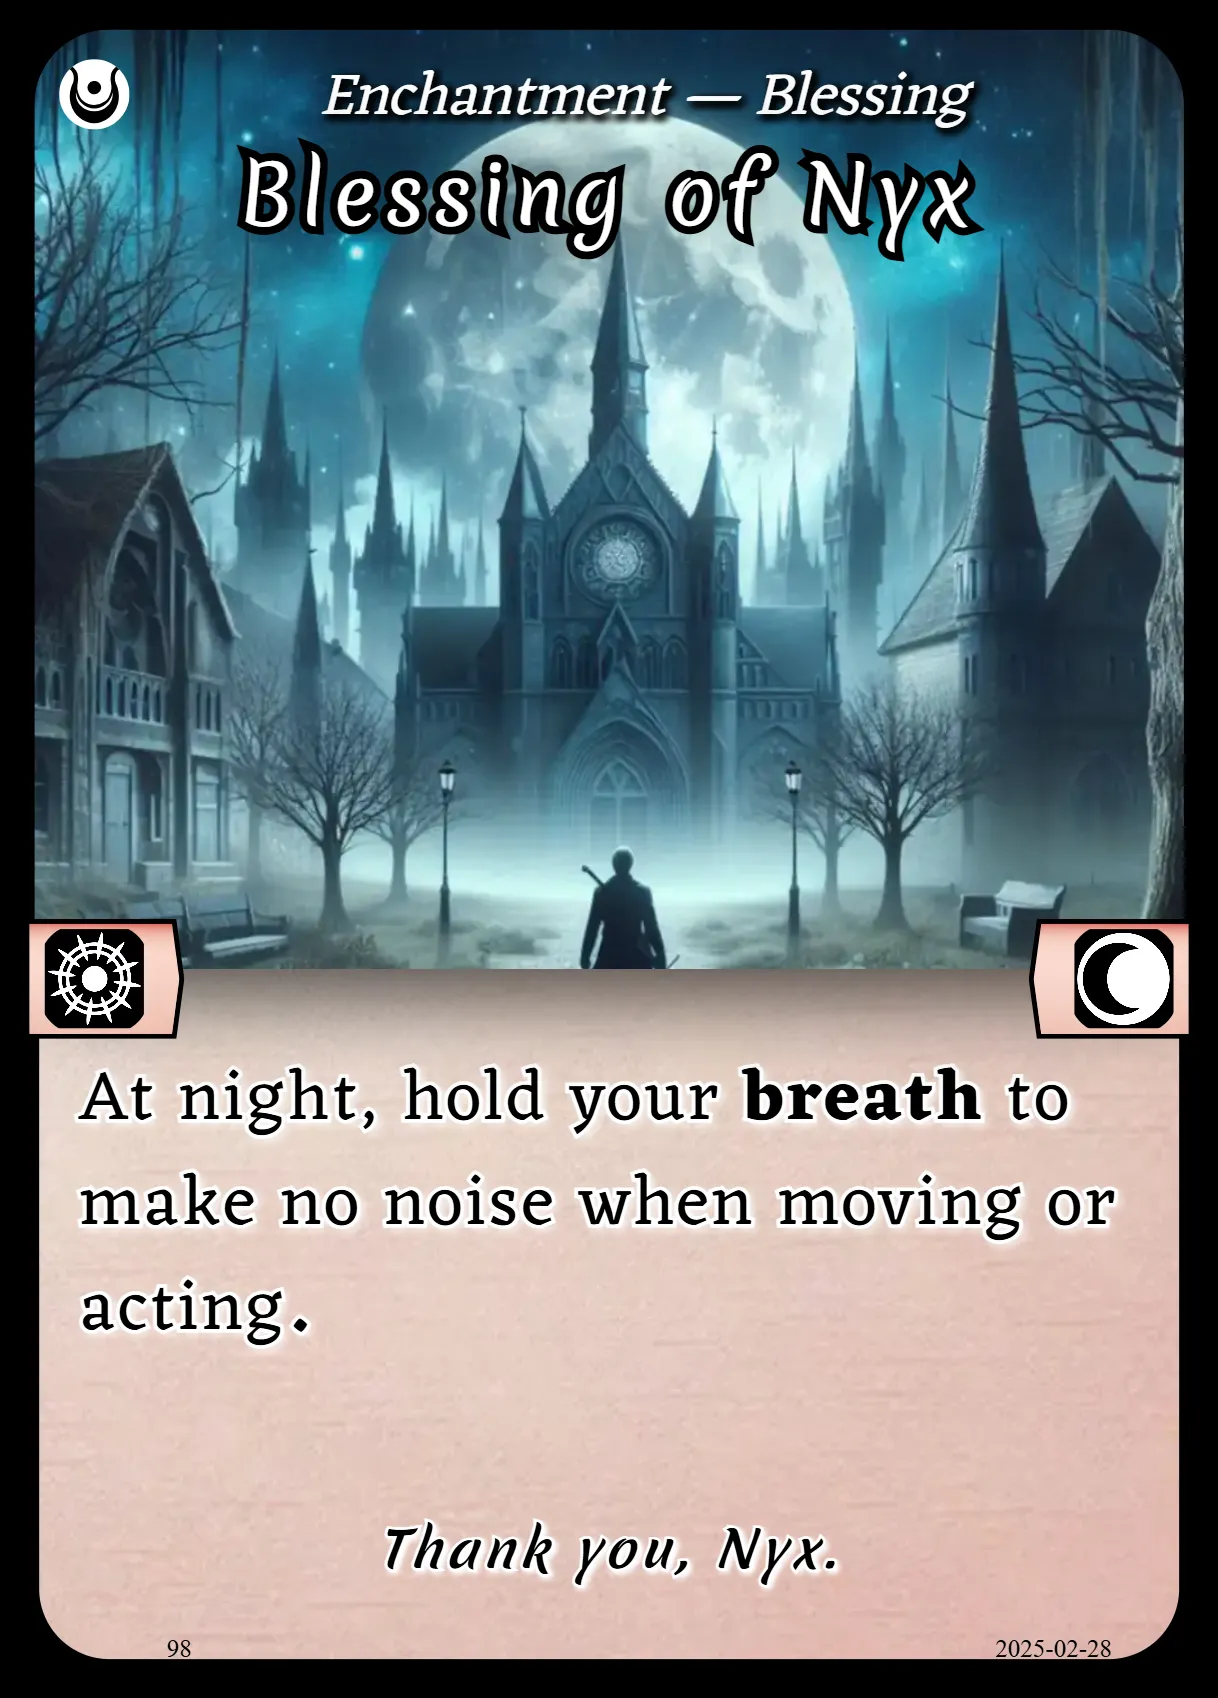 Enchantment — Blessing
Blessing of Nyx
At night, hold your breath to
make no noise when moving or
acting.
Thank you, Nyx.
98
2025-02-28